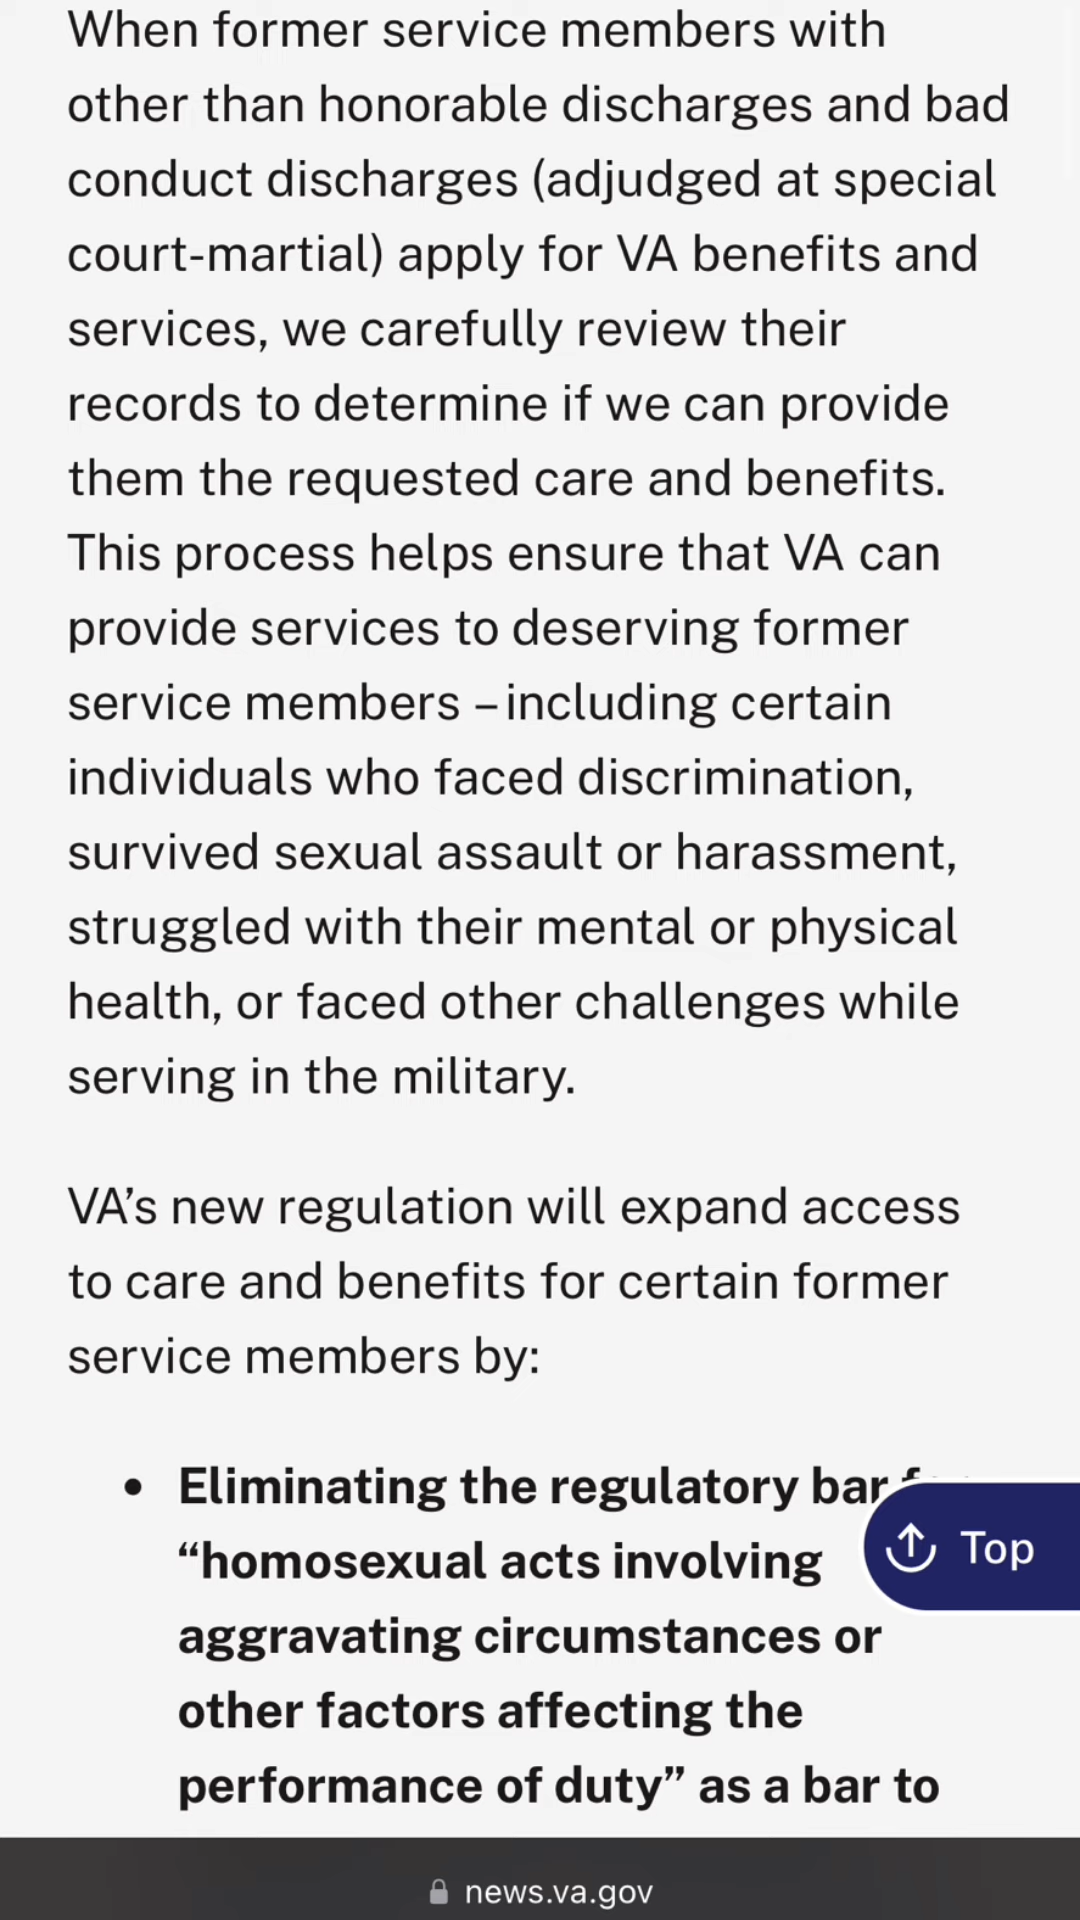 When former service members with
other than honorable discharges and bad
conduct discharges (adjudged at special
court-martial) apply for VA benefits and
services, we carefully review their
records to determine if we can provide
them the requested care and benefits.
This process helps ensure that VA can
provide services to deserving former
service members – including certain
individuals who faced discrimination,
survived sexual assault or harassment,
struggled with their mental or physical
health, or faced other challenges while
serving in the military.
VA’s new regulation will expand access
to care and benefits for certain former
service members by:
• Eliminating the regulatory bar
“homosexual acts involving
Top
aggravating circumstances or
other factors affecting the
performance of duty” as a bar to
news.va.gov